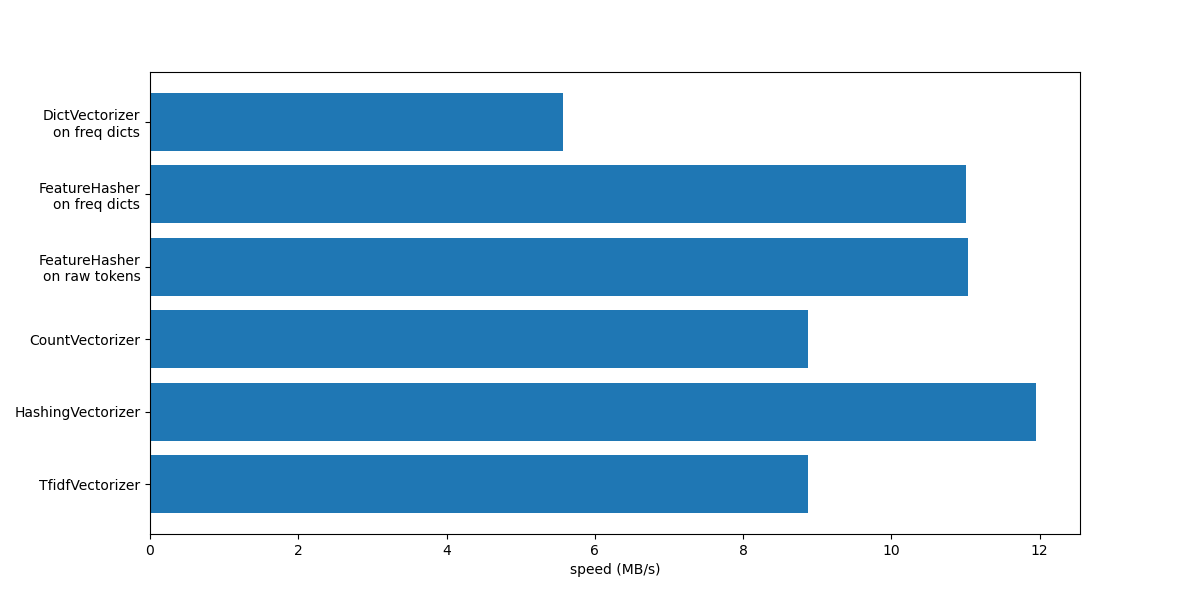 DictVectorizer
on freq dicts
FeatureHasher
on freq dicts
FeatureHasher
on raw tokens
CountVectorizer
HashingVectorizer
TfidfVectorizer
0 2 4 6 8 10 12
speed (MB/s)